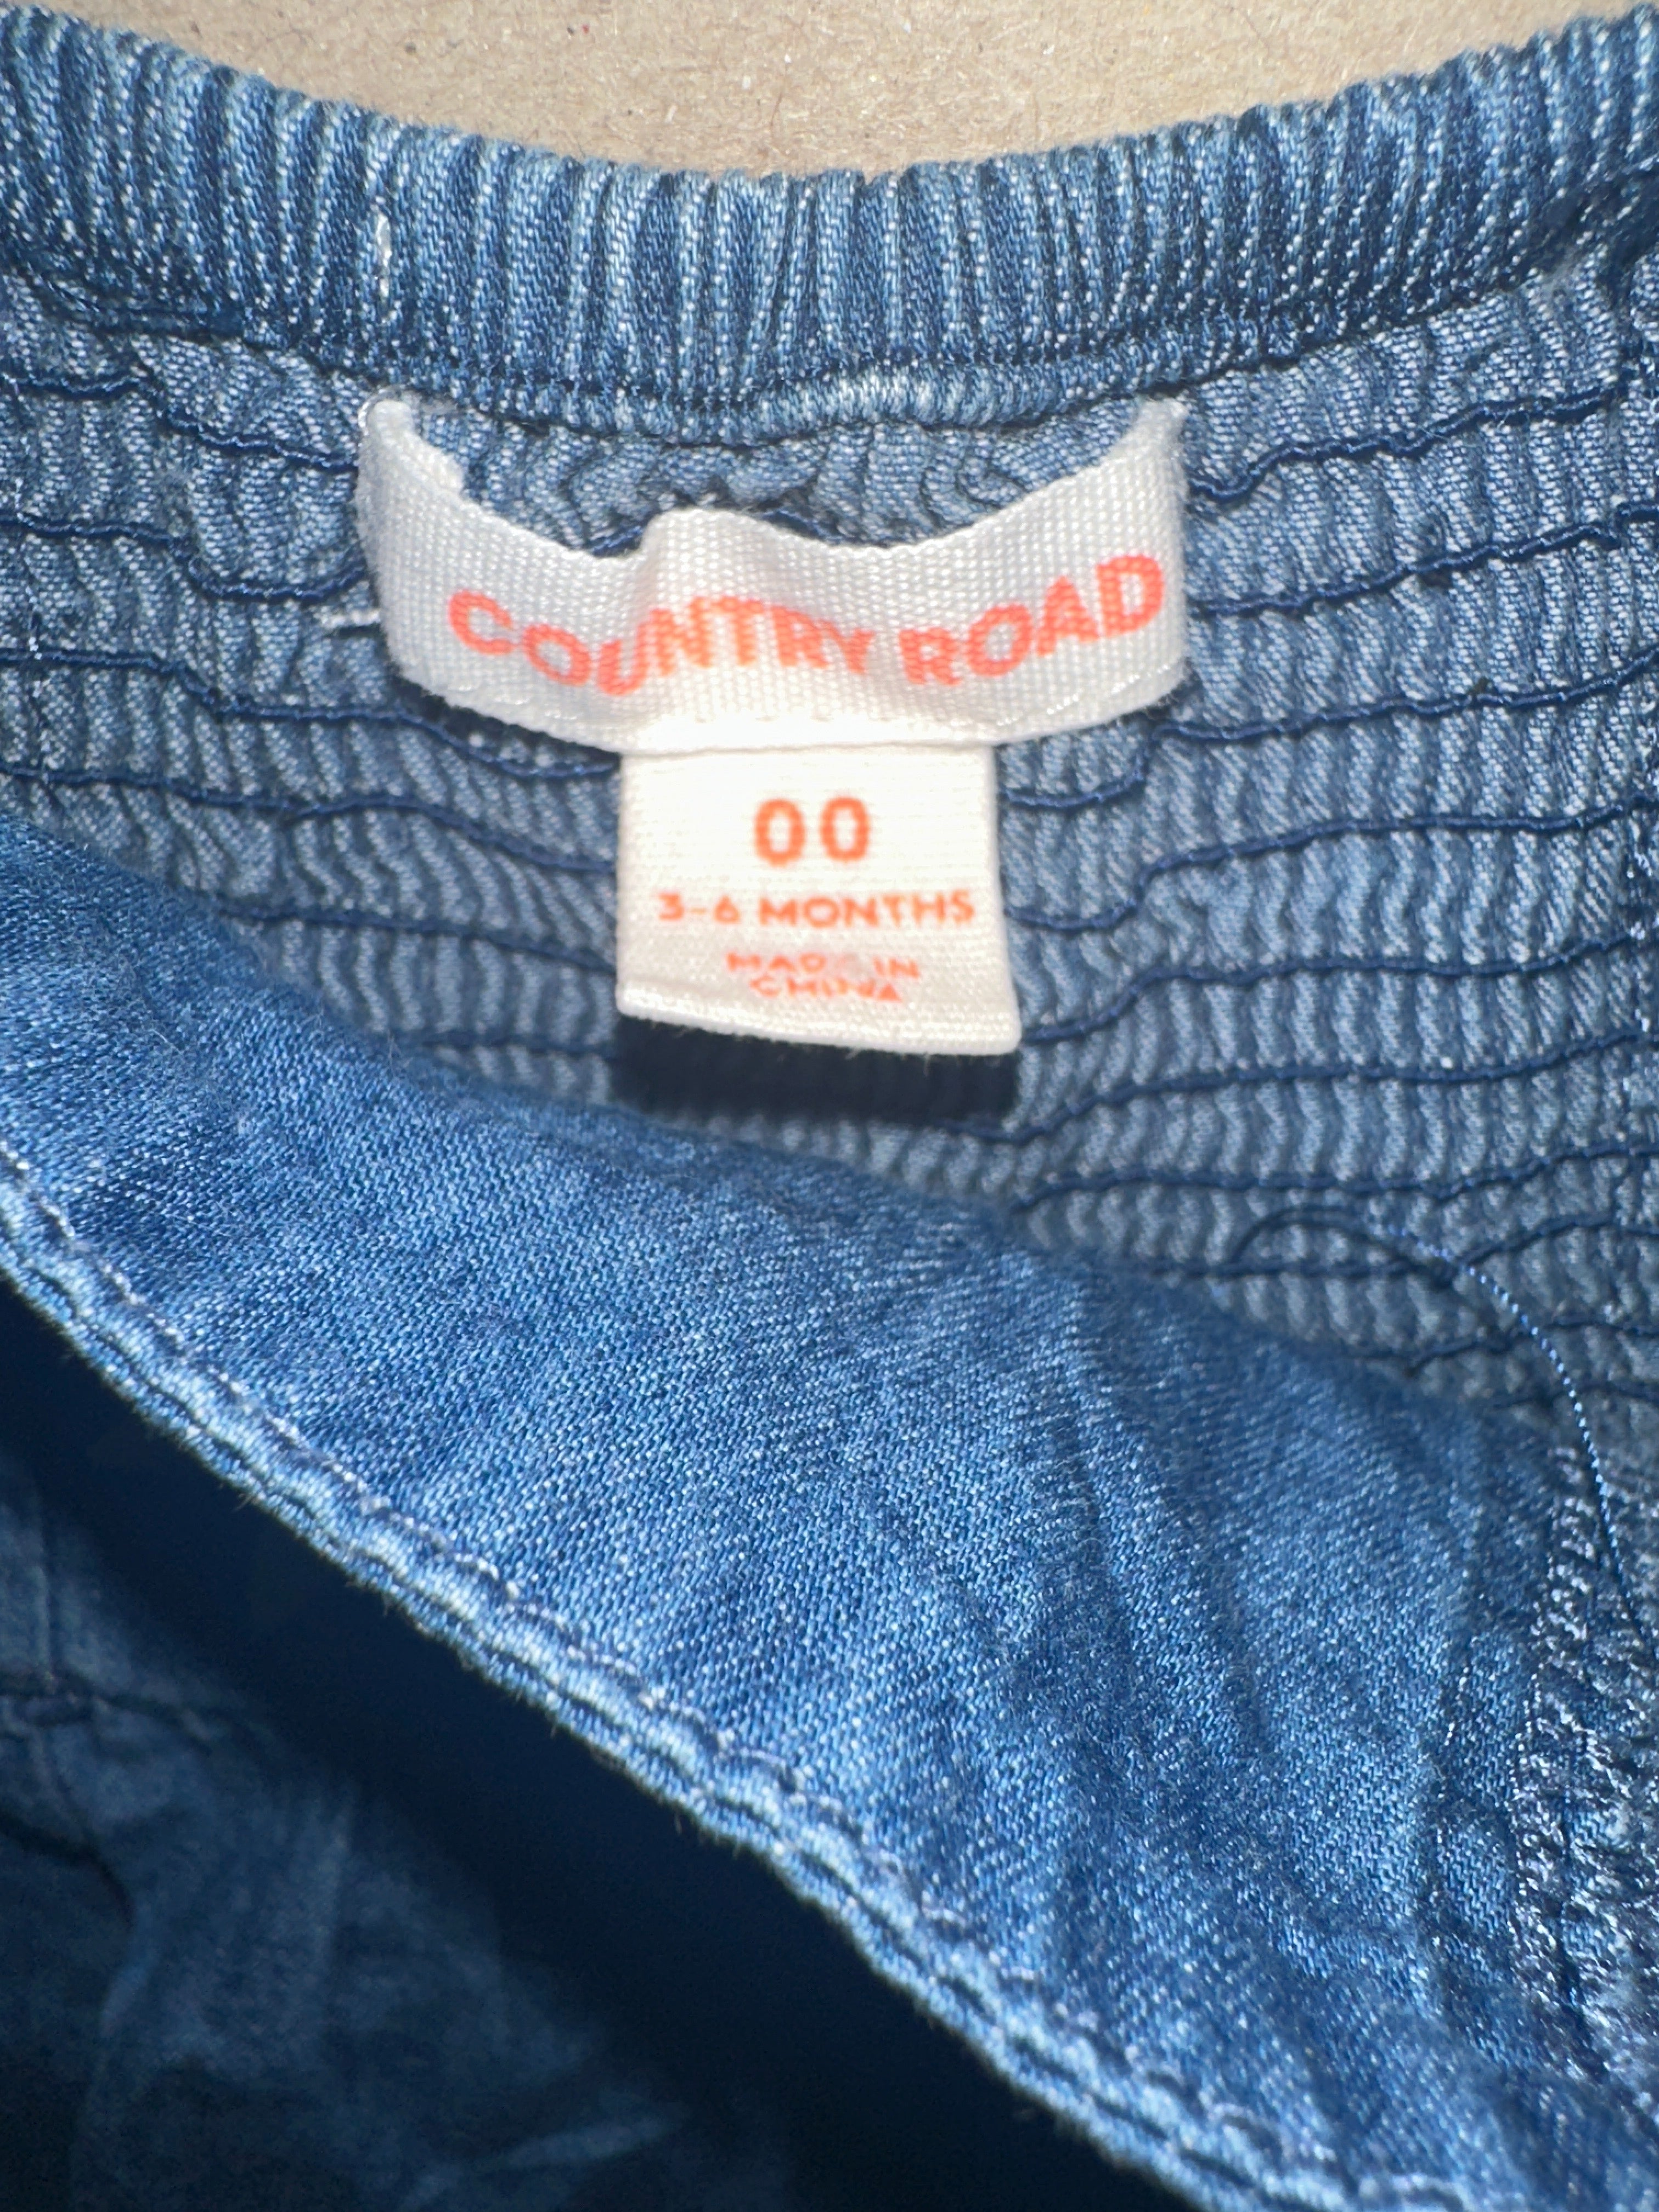 COUNTRY ROAD
00
3-6 MONTHS
MADE IN
CHINA